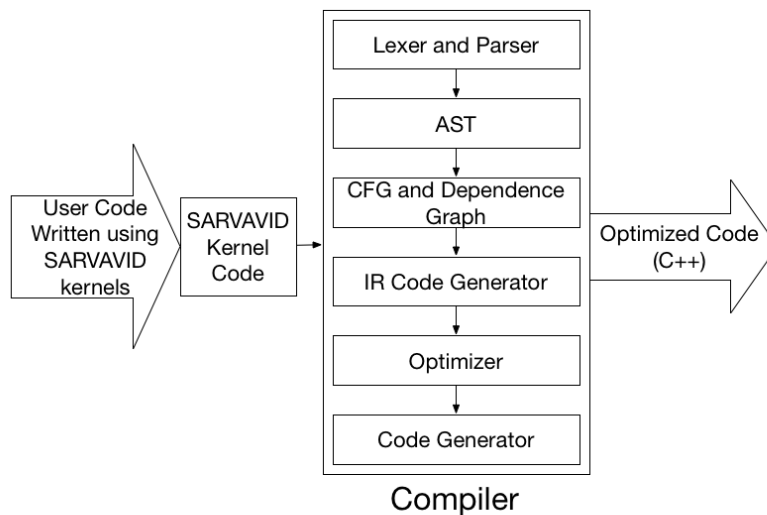 User Code
Written using
SARVAVID
kernels
SARVAVID
Kernel
Code
Lexer and Parser
AST
CFG and Dependence
Graph
IR Code Generator
Optimizer
Code Generator
Compiler
Optimized Code
(C++)